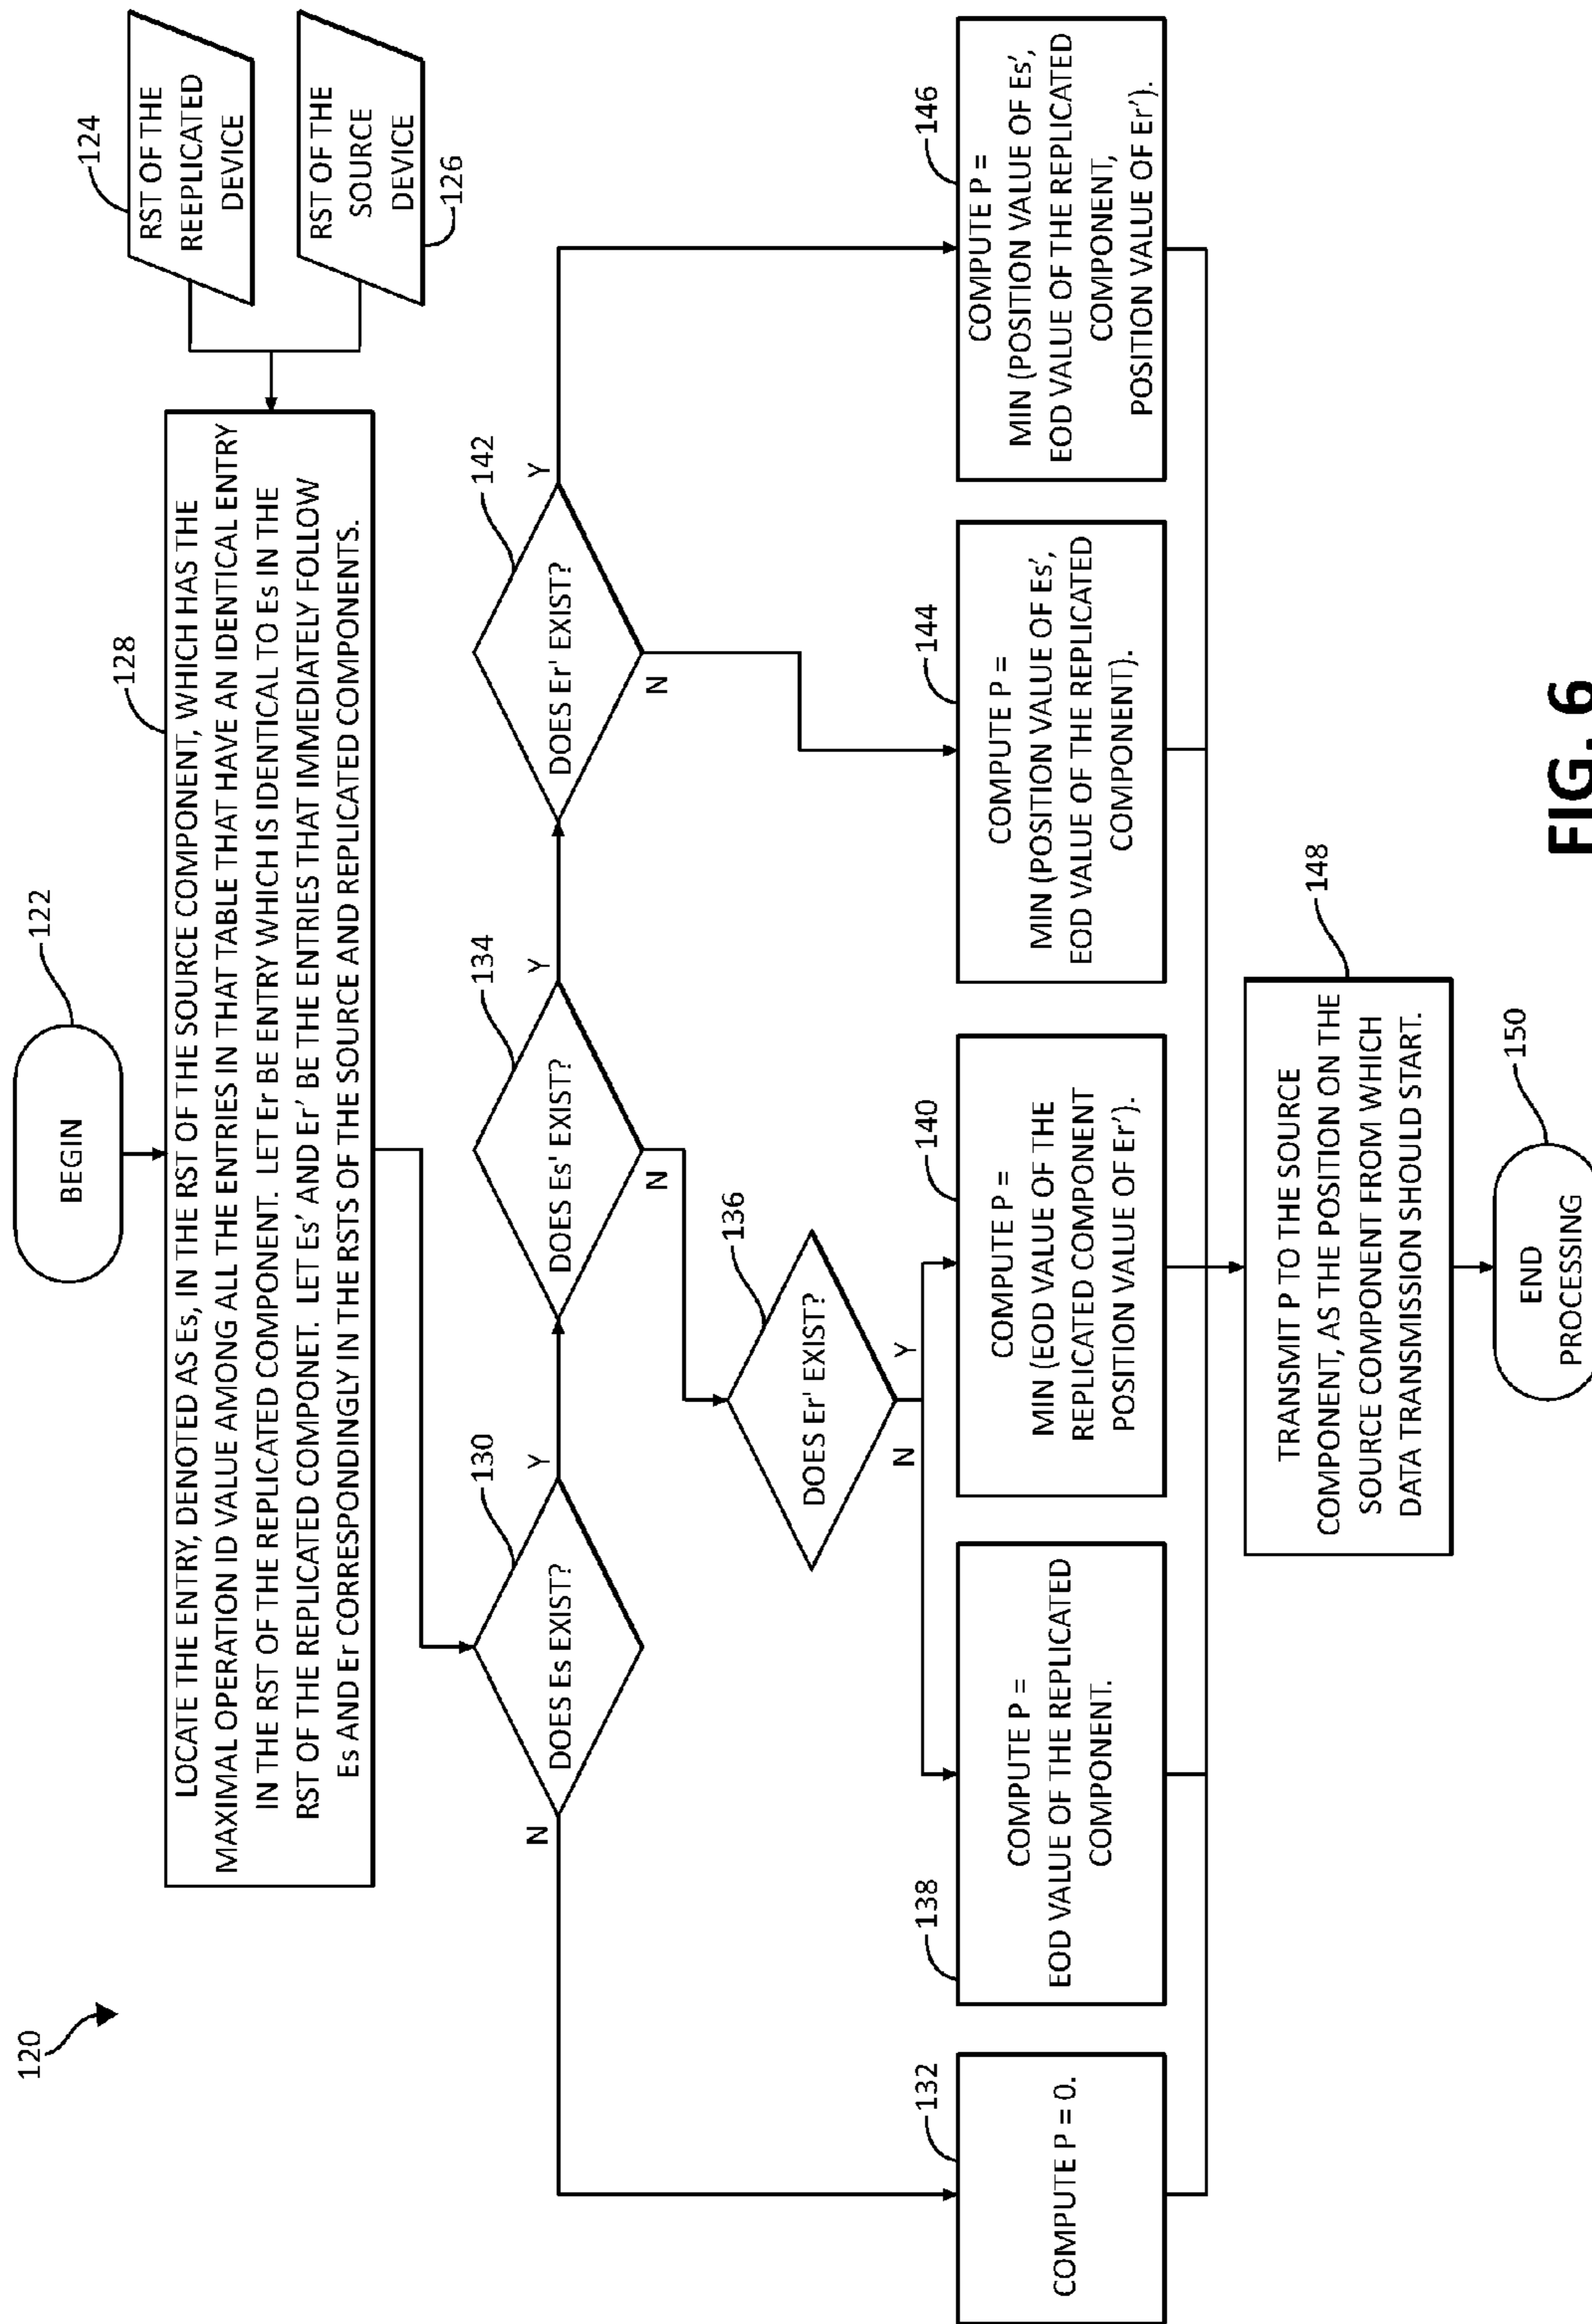 120
122
BEGIN
124
RST OF THE
REEPLICATED
DEVICE
RST OF THE
SOURCE
DEVICE
126
128
LOCATE THE ENTRY, DENOTED AS Es, IN THE RST OF THE SOURCE COMPONENT, WHICH HAS THE
MAXIMAL OPERATION ID VALUE AMONG ALL THE ENTRIES IN THAT TABLE THAT HAVE AN IDENTICAL ENTRY
IN THE RST OF THE REPLICATED COMPONENT. LET Er BE ENTRY WHICH IS IDENTICAL TO Es IN THE
RST OF THE REPLICATED COMPONET. LET Es' AND Er' BE THE ENTRIES THAT IMMEDIATELY FOLLOW
Es AND Er CORRESPONDINGLY IN THE RSTS OF THE SOURCE AND REPLICATED COMPONENTS.
130
DOES Es EXIST?
N
Y
134
DOES Es' EXIST?
Y
N
142
DOES Er' EXIST?
Y
N
136
DOES Er' EXIST?
N
Y
132
COMPUTE P = 0.
138
COMPUTE P =
EOD VALUE OF THE REPLICATED
COMPONENT.
140
COMPUTE P =
MIN (EOD VALUE OF THE
REPLICATED COMPONENT
POSITION VALUE OF Er').
144
COMPUTE P =
MIN (POSITION VALUE OF Es',
EOD VALUE OF THE REPLICATED
COMPONENT).
146
COMPUTE P =
MIN (POSITION VALUE OF Es',
EOD VALUE OF THE REPLICATED
COMPONENT,
POSITION VALUE OF Er').
148
TRANSMIT P TO THE SOURCE
COMPONENT, AS THE POSITION ON THE
SOURCE COMPONENT FROM WHICH
DATA TRANSMISSION SHOULD START.
150
END
PROCESSING
FIG. 6